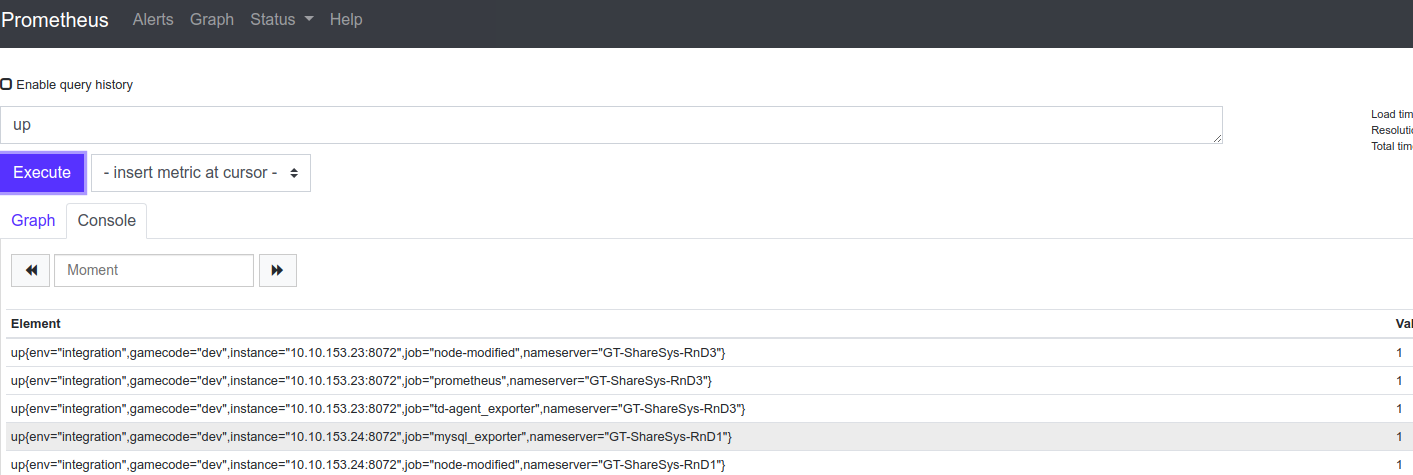 Prometheus Alerts Graph Status Help
Enable query history
up
Load tim
Resolutio
Total time
Execute - insert metric at cursor -
Graph Console
Moment
Element Val
up{env="integration",gamecode="dev",instance="10.10.153.23:8072",job="node-modified",nameserver="GT-ShareSys-RnD3"} 1
up{env="integration",gamecode="dev",instance="10.10.153.23:8072",job="prometheus",nameserver="GT-ShareSys-RnD3"} 1
up{env="integration",gamecode="dev",instance="10.10.153.23:8072",job="td-agent_exporter",nameserver="GT-ShareSys-RnD3"} 1
up{env="integration",gamecode="dev",instance="10.10.153.24:8072",job="mysql_exporter",nameserver="GT-ShareSys-RnD1"} 1
up{env="integration",gamecode="dev",instance="10.10.153.24:8072",job="node-modified",nameserver="GT-ShareSys-RnD1"} 1